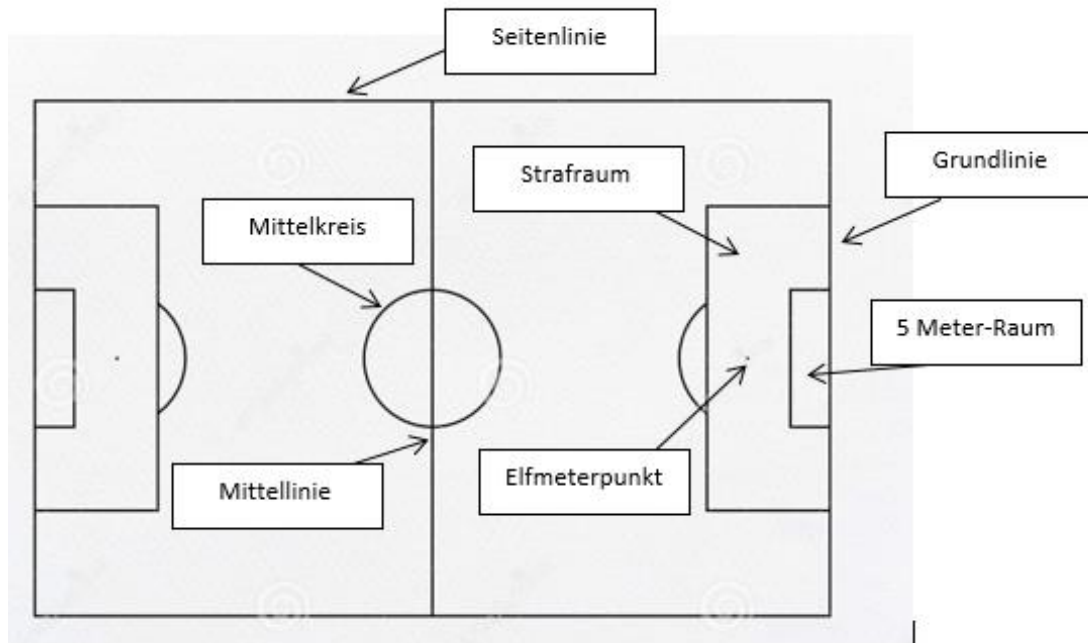 Seitenlinie
Strafraum
Grundlinie
Mittelkreis
5 Meter-Raum
Mittellinie
Elfmeterpunkt